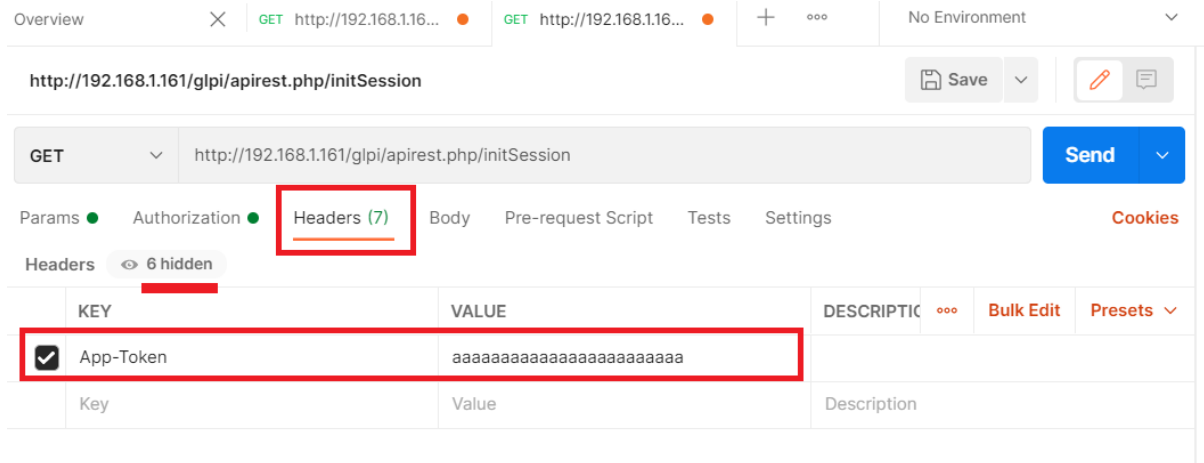 Overview
GET http://192.168.1.16...
GET http://192.168.1.16...
No Environment
http://192.168.1.161/glpi/apirest.php/initSession
Save
GET http://192.168.1.161/glpi/apirest.php/initSession Send
Params Authorization Headers (7) Body Pre-request Script Tests Settings Cookies
Headers 6 hidden
KEY VALUE DESCRIPTIC ooo Bulk Edit Presets
App-Token aaaaaaaaaaaaaaaaaaaaaaaa
Key Value Description